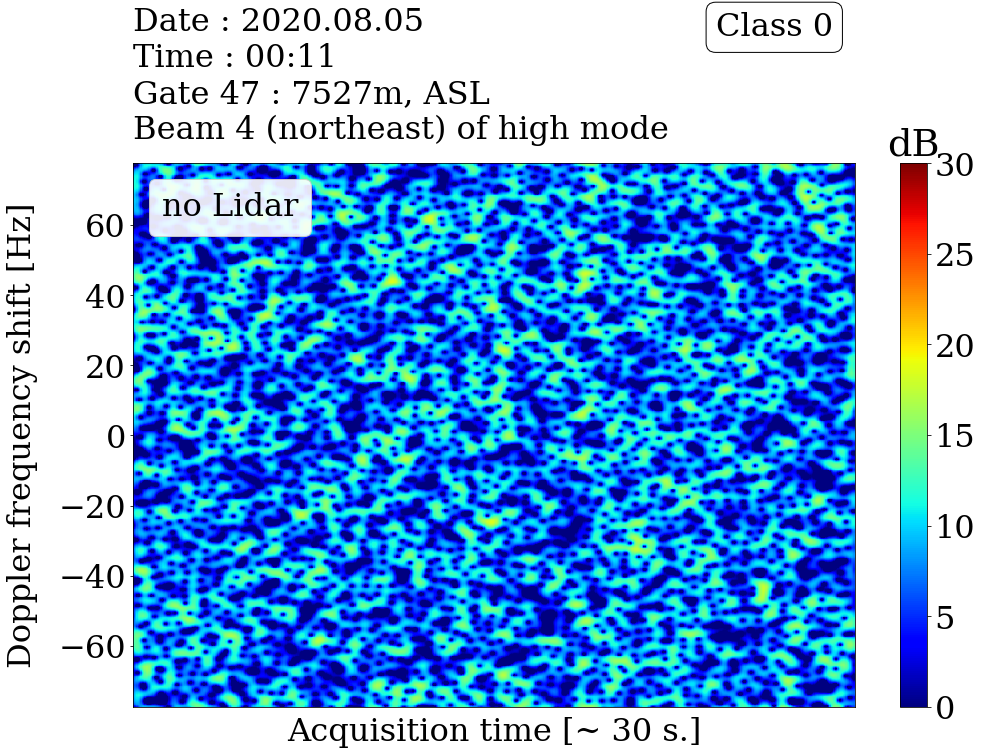 Date : 2020.08.05
Time : 00:11
Gate 47 : 7527m, ASL
Beam 4 (northeast) of high mode
Class 0
dB
no Lidar
Doppler frequency shift [Hz]
60
40
20
0
−20
−40
−60
30
25
20
15
10
5
0
Acquisition time [~ 30 s.]